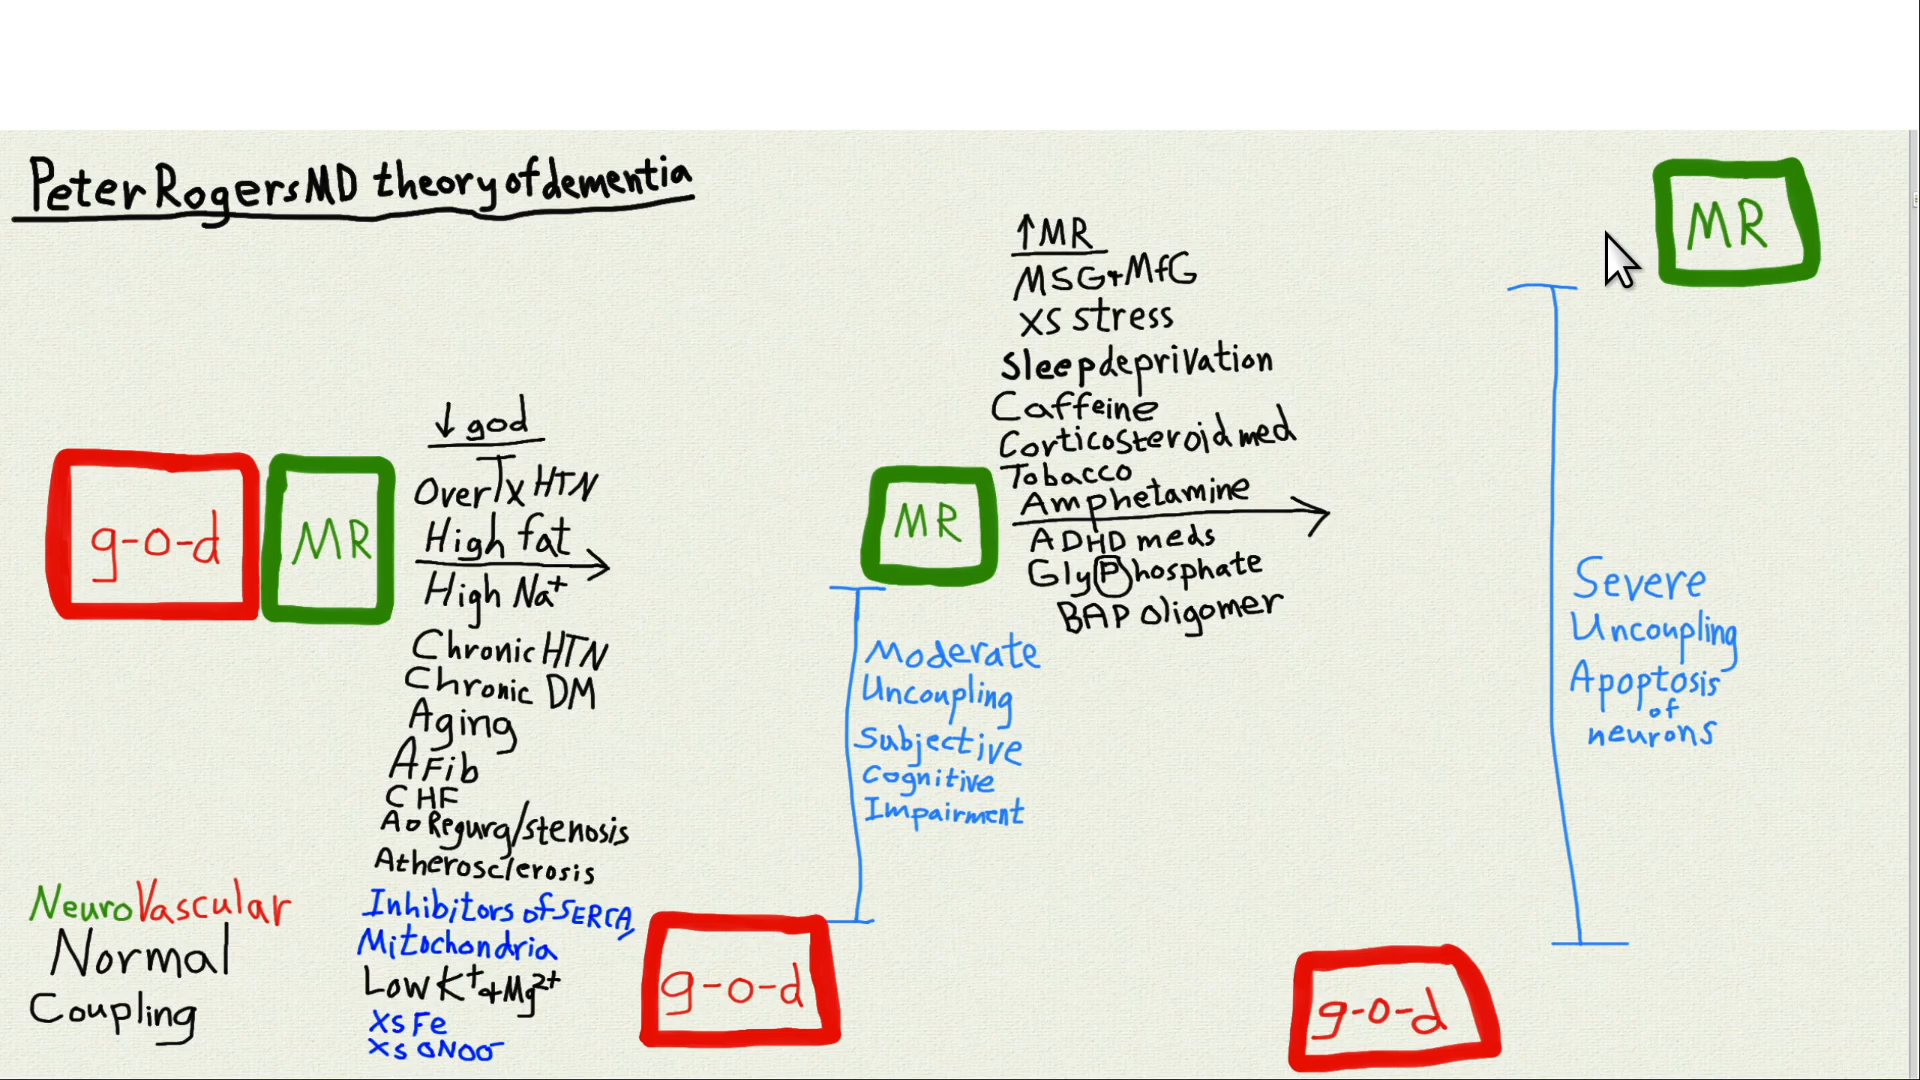 Peter Rogers MD theory of dementia
g-o-d
MR
↓ god
Over Tx HTN
High fat
High Na+
Chronic HTN
Chronic DM
Aging
AFib
CHF
Ao Regurg/stenosis
Atherosclerosis
Inhibitors of SERCA,
Mitochondria
Low K+ + Mg2+
XS Fe
XS ONOO-
NeuroVascular
Normal
Coupling
g-o-d
MR
Moderate
Uncoupling
Subjective
Cognitive
Impairment
↑MR
MSG + MfG
XS stress
Sleep deprivation
Caffeine
Corticosteroid med
Tobacco
Amphetamine
ADHD meds
Glyphosphate
BAP oligomer
MR
Severe
Uncoupling
Apoptosis
of
neurons
g-o-d